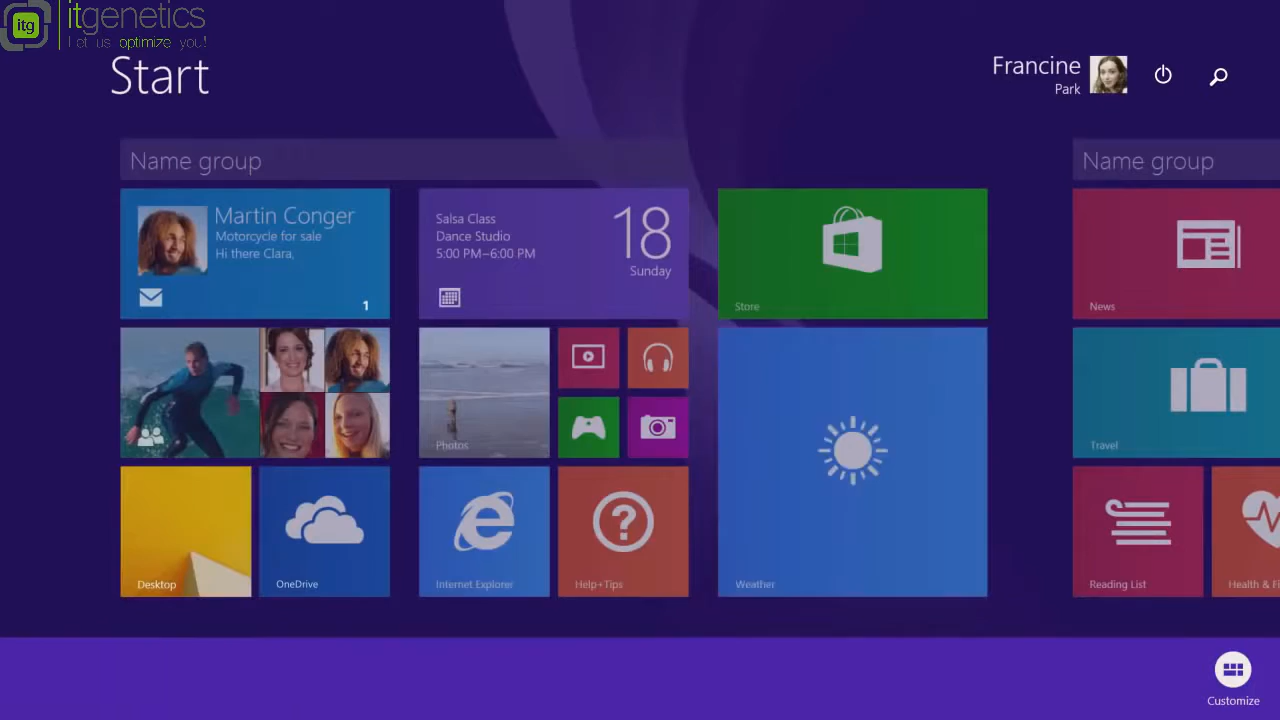 itg
itgenetics
Let us optimize you!
Start
Francine
Park
Name group
Name group
Martin Conger
Motorcycle for sale
Hi there Clara,
1
Salsa Class
Dance Studio
5:00 PM–6:00 PM
18
Sunday
Store
News
Photos
Travel
Desktop
OneDrive
Internet Explorer
Help+Tips
Weather
Reading List
Health & Fi
Customize